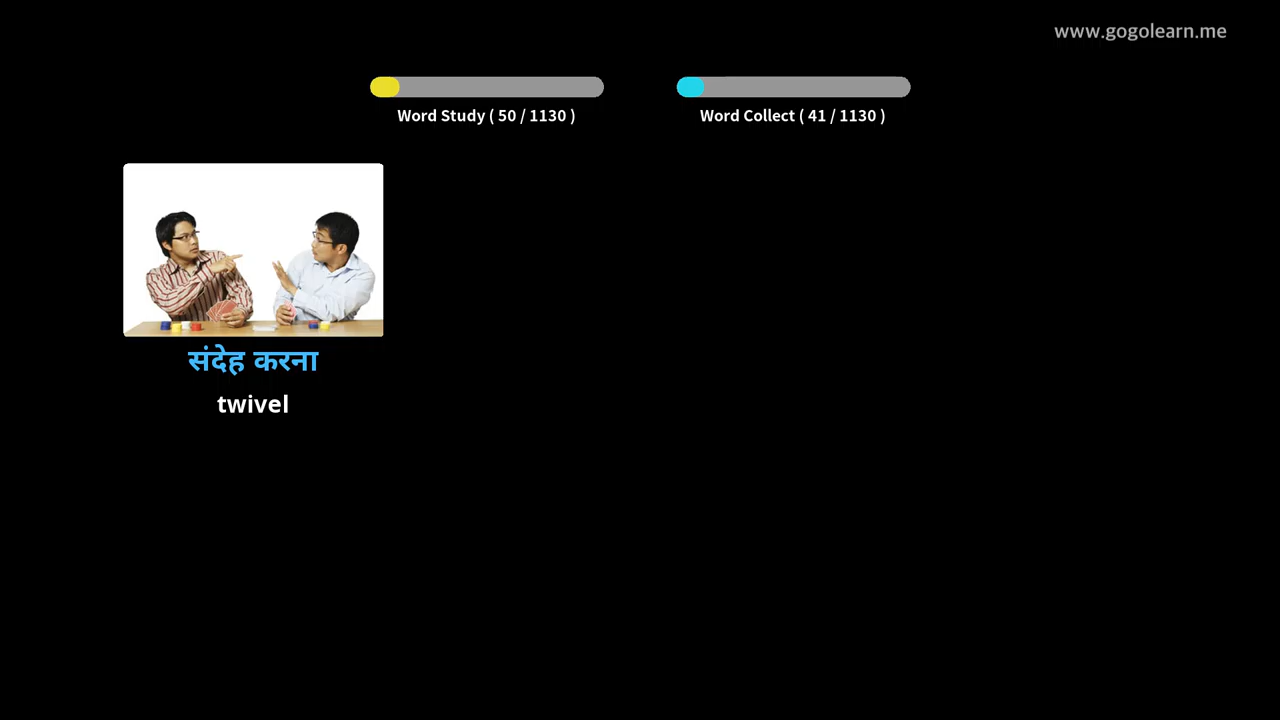 www.gogolearn.me
Word Study ( 50 / 1130 )
Word Collect ( 41 / 1130 )
संदेह करना
twivel